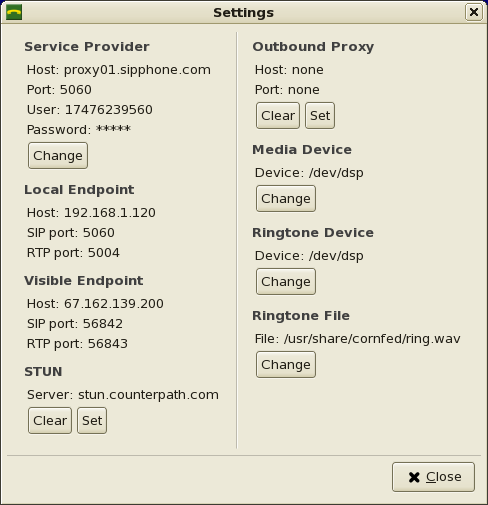 Settings
Service Provider
Host: proxy01.sipphone.com
Port: 5060
User: 17476239560
Password: *****
Change
Local Endpoint
Host: 192.168.1.120
SIP port: 5060
RTP port: 5004
Visible Endpoint
Host: 67.162.139.200
SIP port: 56842
RTP port: 56843
STUN
Server: stun.counterpath.com
Clear Set
Outbound Proxy
Host: none
Port: none
Clear Set
Media Device
Device: /dev/dsp
Change
Ringtone Device
Device: /dev/dsp
Change
Ringtone File
File: /usr/share/cornfed/ring.wav
Change
Close